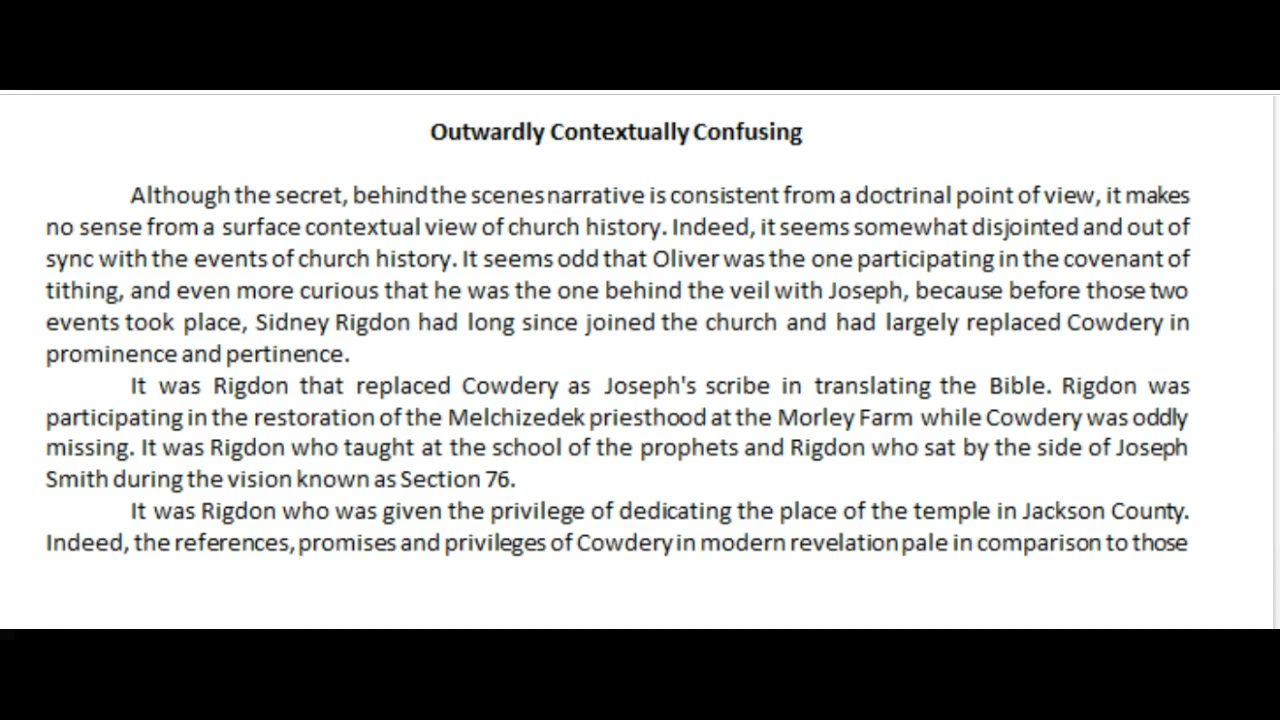 Outwardly Contextually Confusing
Although the secret, behind the scenes narrative is consistent from a doctrinal point of view, it makes
no sense from a surface contextual view of church history. Indeed, it seems somewhat disjointed and out of
sync with the events of church history. It seems odd that Oliver was the one participating in the covenant of
tithing, and even more curious that he was the one behind the veil with Joseph, because before those two
events took place, Sidney Rigdon had long since joined the church and had largely replaced Cowdery in
prominence and pertinence.
It was Rigdon that replaced Cowdery as Joseph's scribe in translating the Bible. Rigdon was
participating in the restoration of the Melchizedek priesthood at the Morley Farm while Cowdery was oddly
missing. It was Rigdon who taught at the school of the prophets and Rigdon who sat by the side of Joseph
Smith during the vision known as Section 76.
It was Rigdon who was given the privilege of dedicating the place of the temple in Jackson County.
Indeed, the references, promises and privileges of Cowdery in modern revelation pale in comparison to those